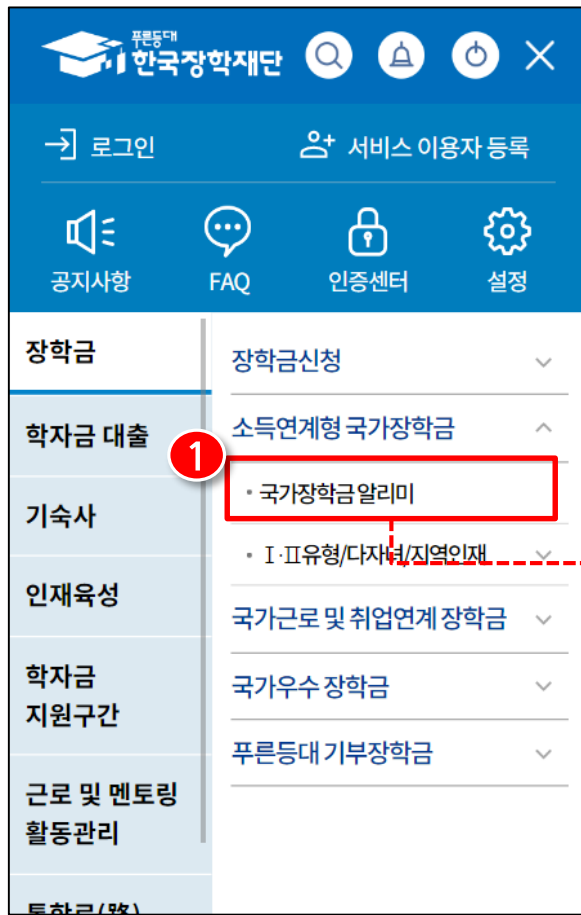 푸른등대
한국장학재단
로그인
서비스 이용자 등록
공지사항
FAQ
인증센터
설정
장학금
학자금 대출
기숙사
인재육성
학자금
지원구간
근로 및 멘토링
활동관리
통학로(路)
장학금신청
소득연계형 국가장학금
1
• 국가장학금 알리미
• Ⅰ·Ⅱ유형/다자녀/지역인재
국가근로 및 취업연계 장학금
국가우수 장학금
푸른등대 기부장학금